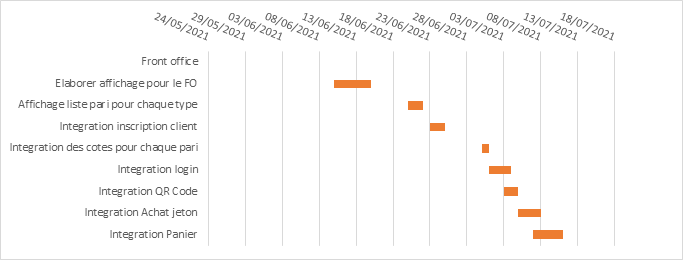 24/05/2021
29/05/2021
03/06/2021
08/06/2021
13/06/2021
18/06/2021
23/06/2021
28/06/2021
03/07/2021
08/07/2021
13/07/2021
18/07/2021
Front office
Elaborer affichage pour le FO
Affichage liste pari pour chaque type
Integration inscription client
Integration des cotes pour chaque pari
Integration login
Integration QR Code
Integration Achat jeton
Integration Panier